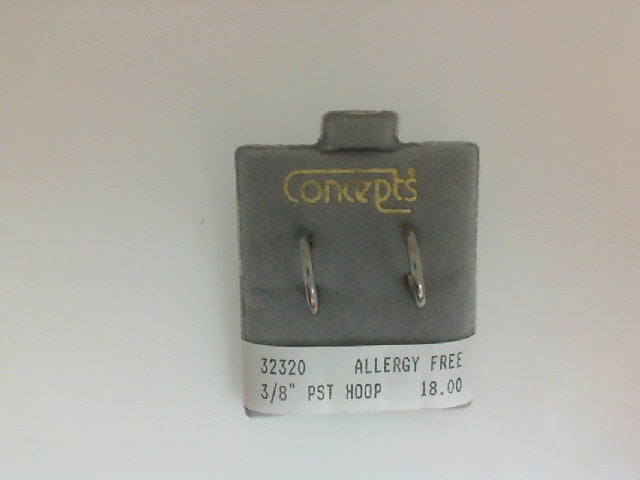 Concepts
32320 ALLERGY FREE
3/8" PST HOOP 18.00